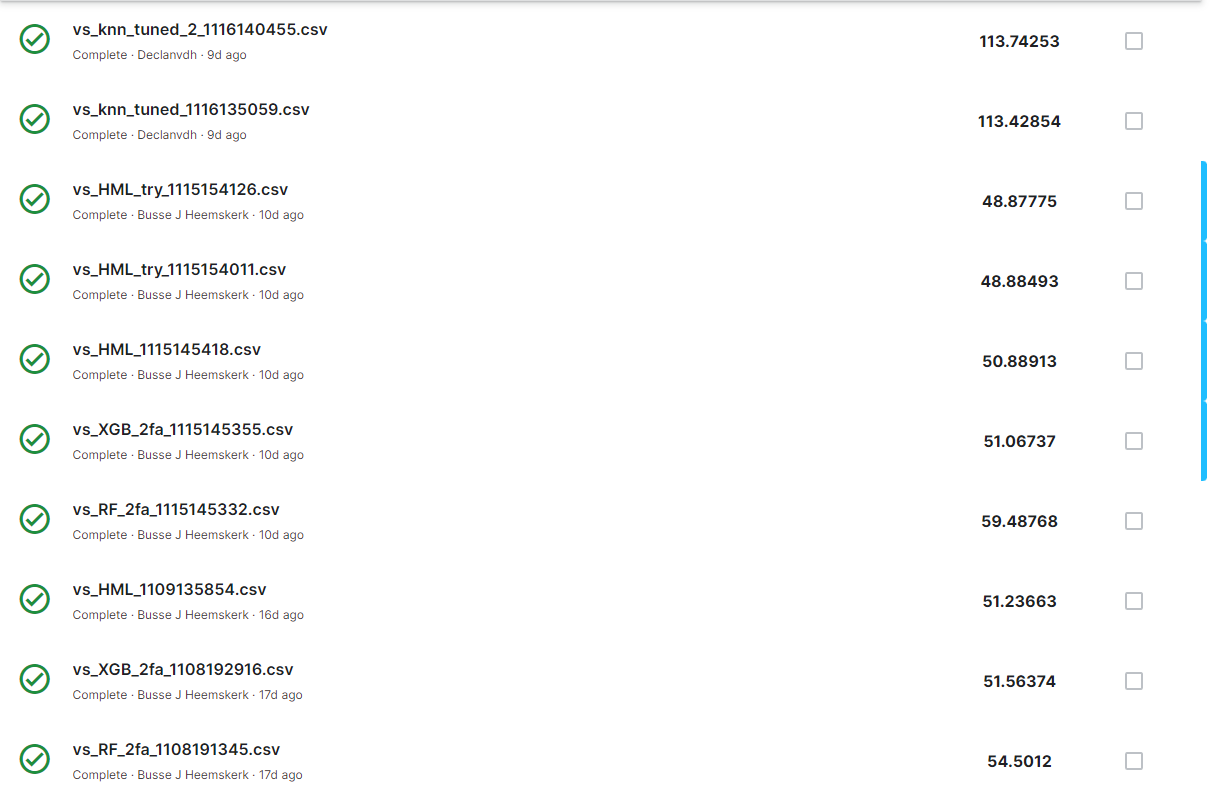 vs_knn_tuned_2_1116140455.csv
Complete · Declanvdh · 9d ago
113.74253
vs_knn_tuned_1116135059.csv
Complete · Declanvdh · 9d ago
113.42854
vs_HML_try_1115154126.csv
Complete · Busse J Heemskerk · 10d ago
48.87775
vs_HML_try_1115154011.csv
Complete · Busse J Heemskerk · 10d ago
48.88493
vs_HML_1115145418.csv
Complete · Busse J Heemskerk · 10d ago
50.88913
vs_XGB_2fa_1115145355.csv
Complete · Busse J Heemskerk · 10d ago
51.06737
vs_RF_2fa_1115145332.csv
Complete · Busse J Heemskerk · 10d ago
59.48768
vs_HML_1109135854.csv
Complete · Busse J Heemskerk · 16d ago
51.23663
vs_XGB_2fa_1108192916.csv
Complete · Busse J Heemskerk · 17d ago
51.56374
vs_RF_2fa_1108191345.csv
Complete · Busse J Heemskerk · 17d ago
54.5012